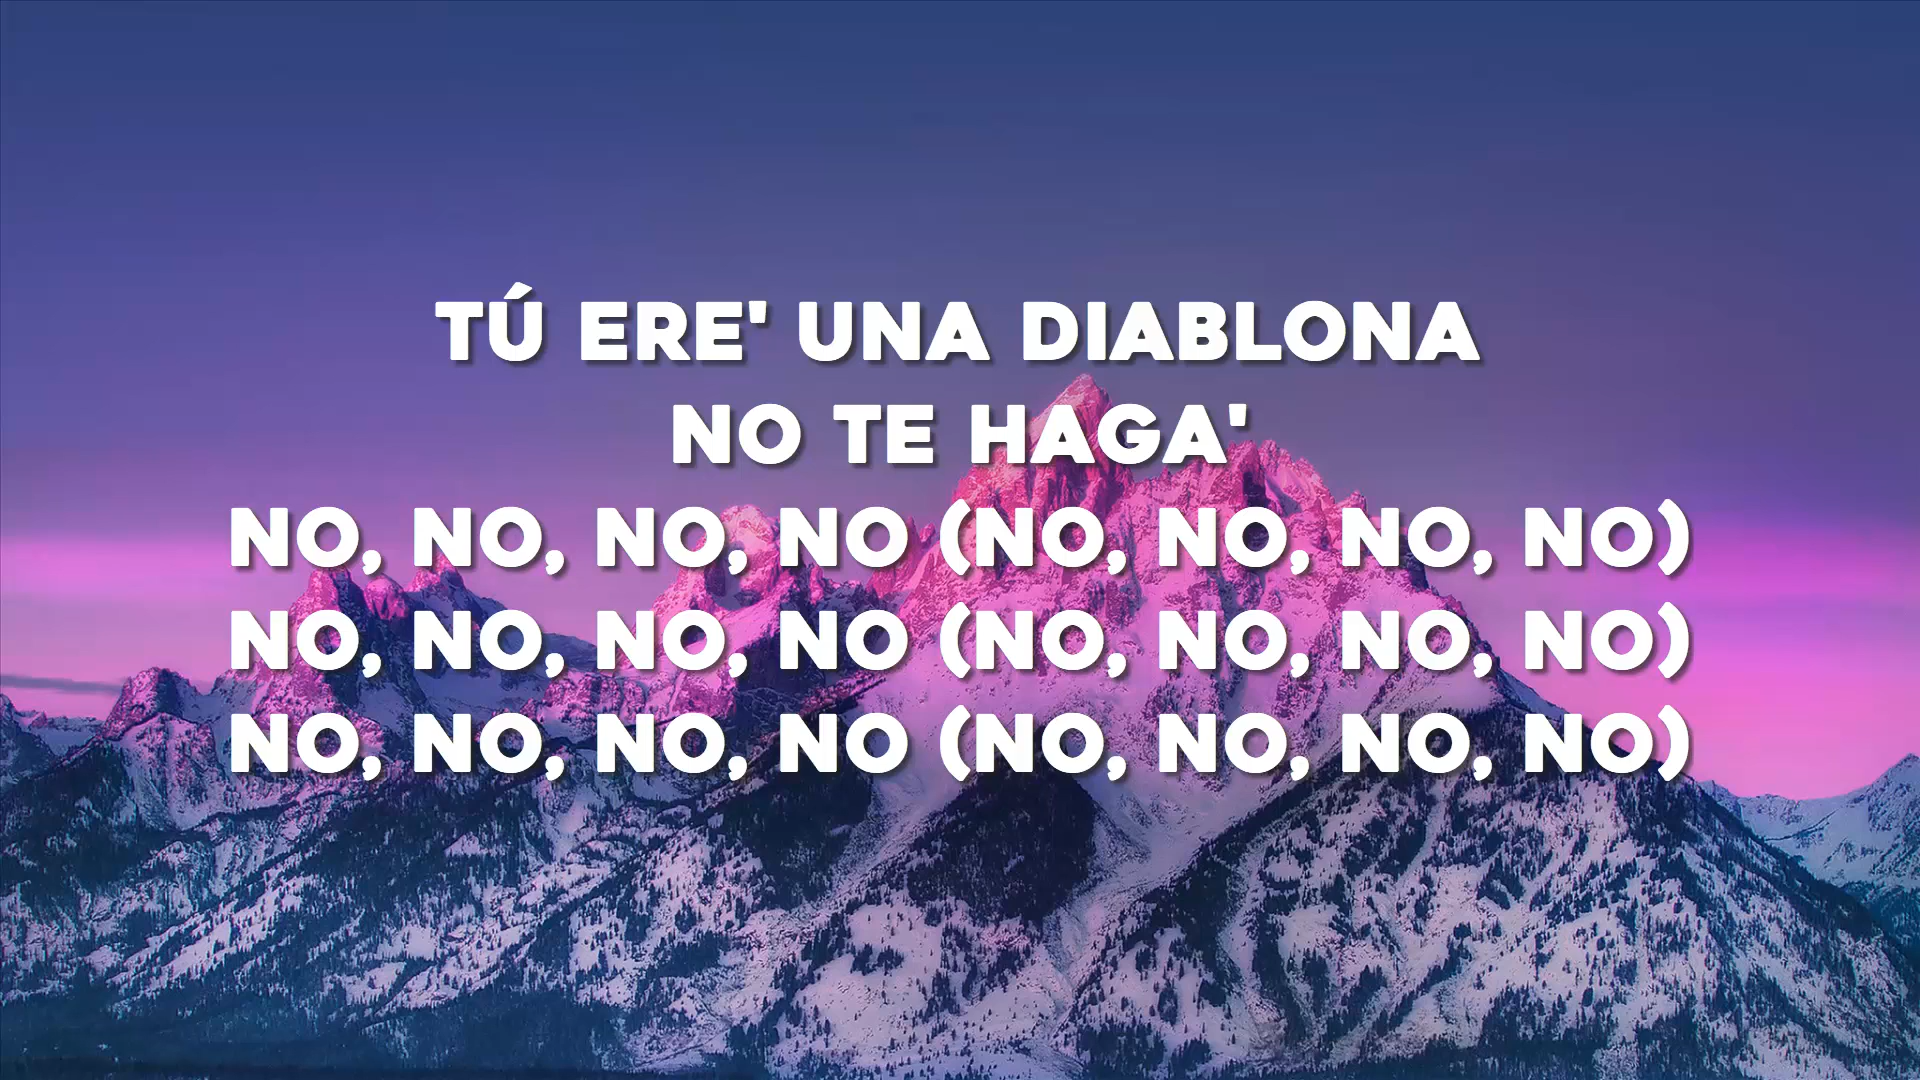 TÚ ERE' UNA DIABLONA
NO TE HAGA'
NO, NO, NO, NO (NO, NO, NO, NO)
NO, NO, NO, NO (NO, NO, NO, NO)
NO, NO, NO, NO (NO, NO, NO, NO)